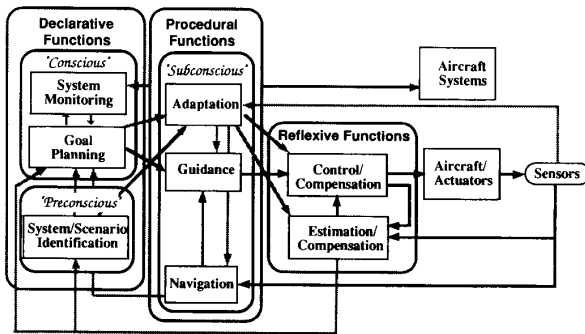 Declarative
Functions
"Conscious"
System
Monitoring
Goal
Planning
"Preconscious"
System/Scenario
Identification
Procedural
Functions
"Subconscious"
Adaptation
Guidance
Navigation
Reflexive Functions
Control/
Compensation
Estimation/
Compensation
Aircraft
Systems
Aircraft/
Actuators
Sensors